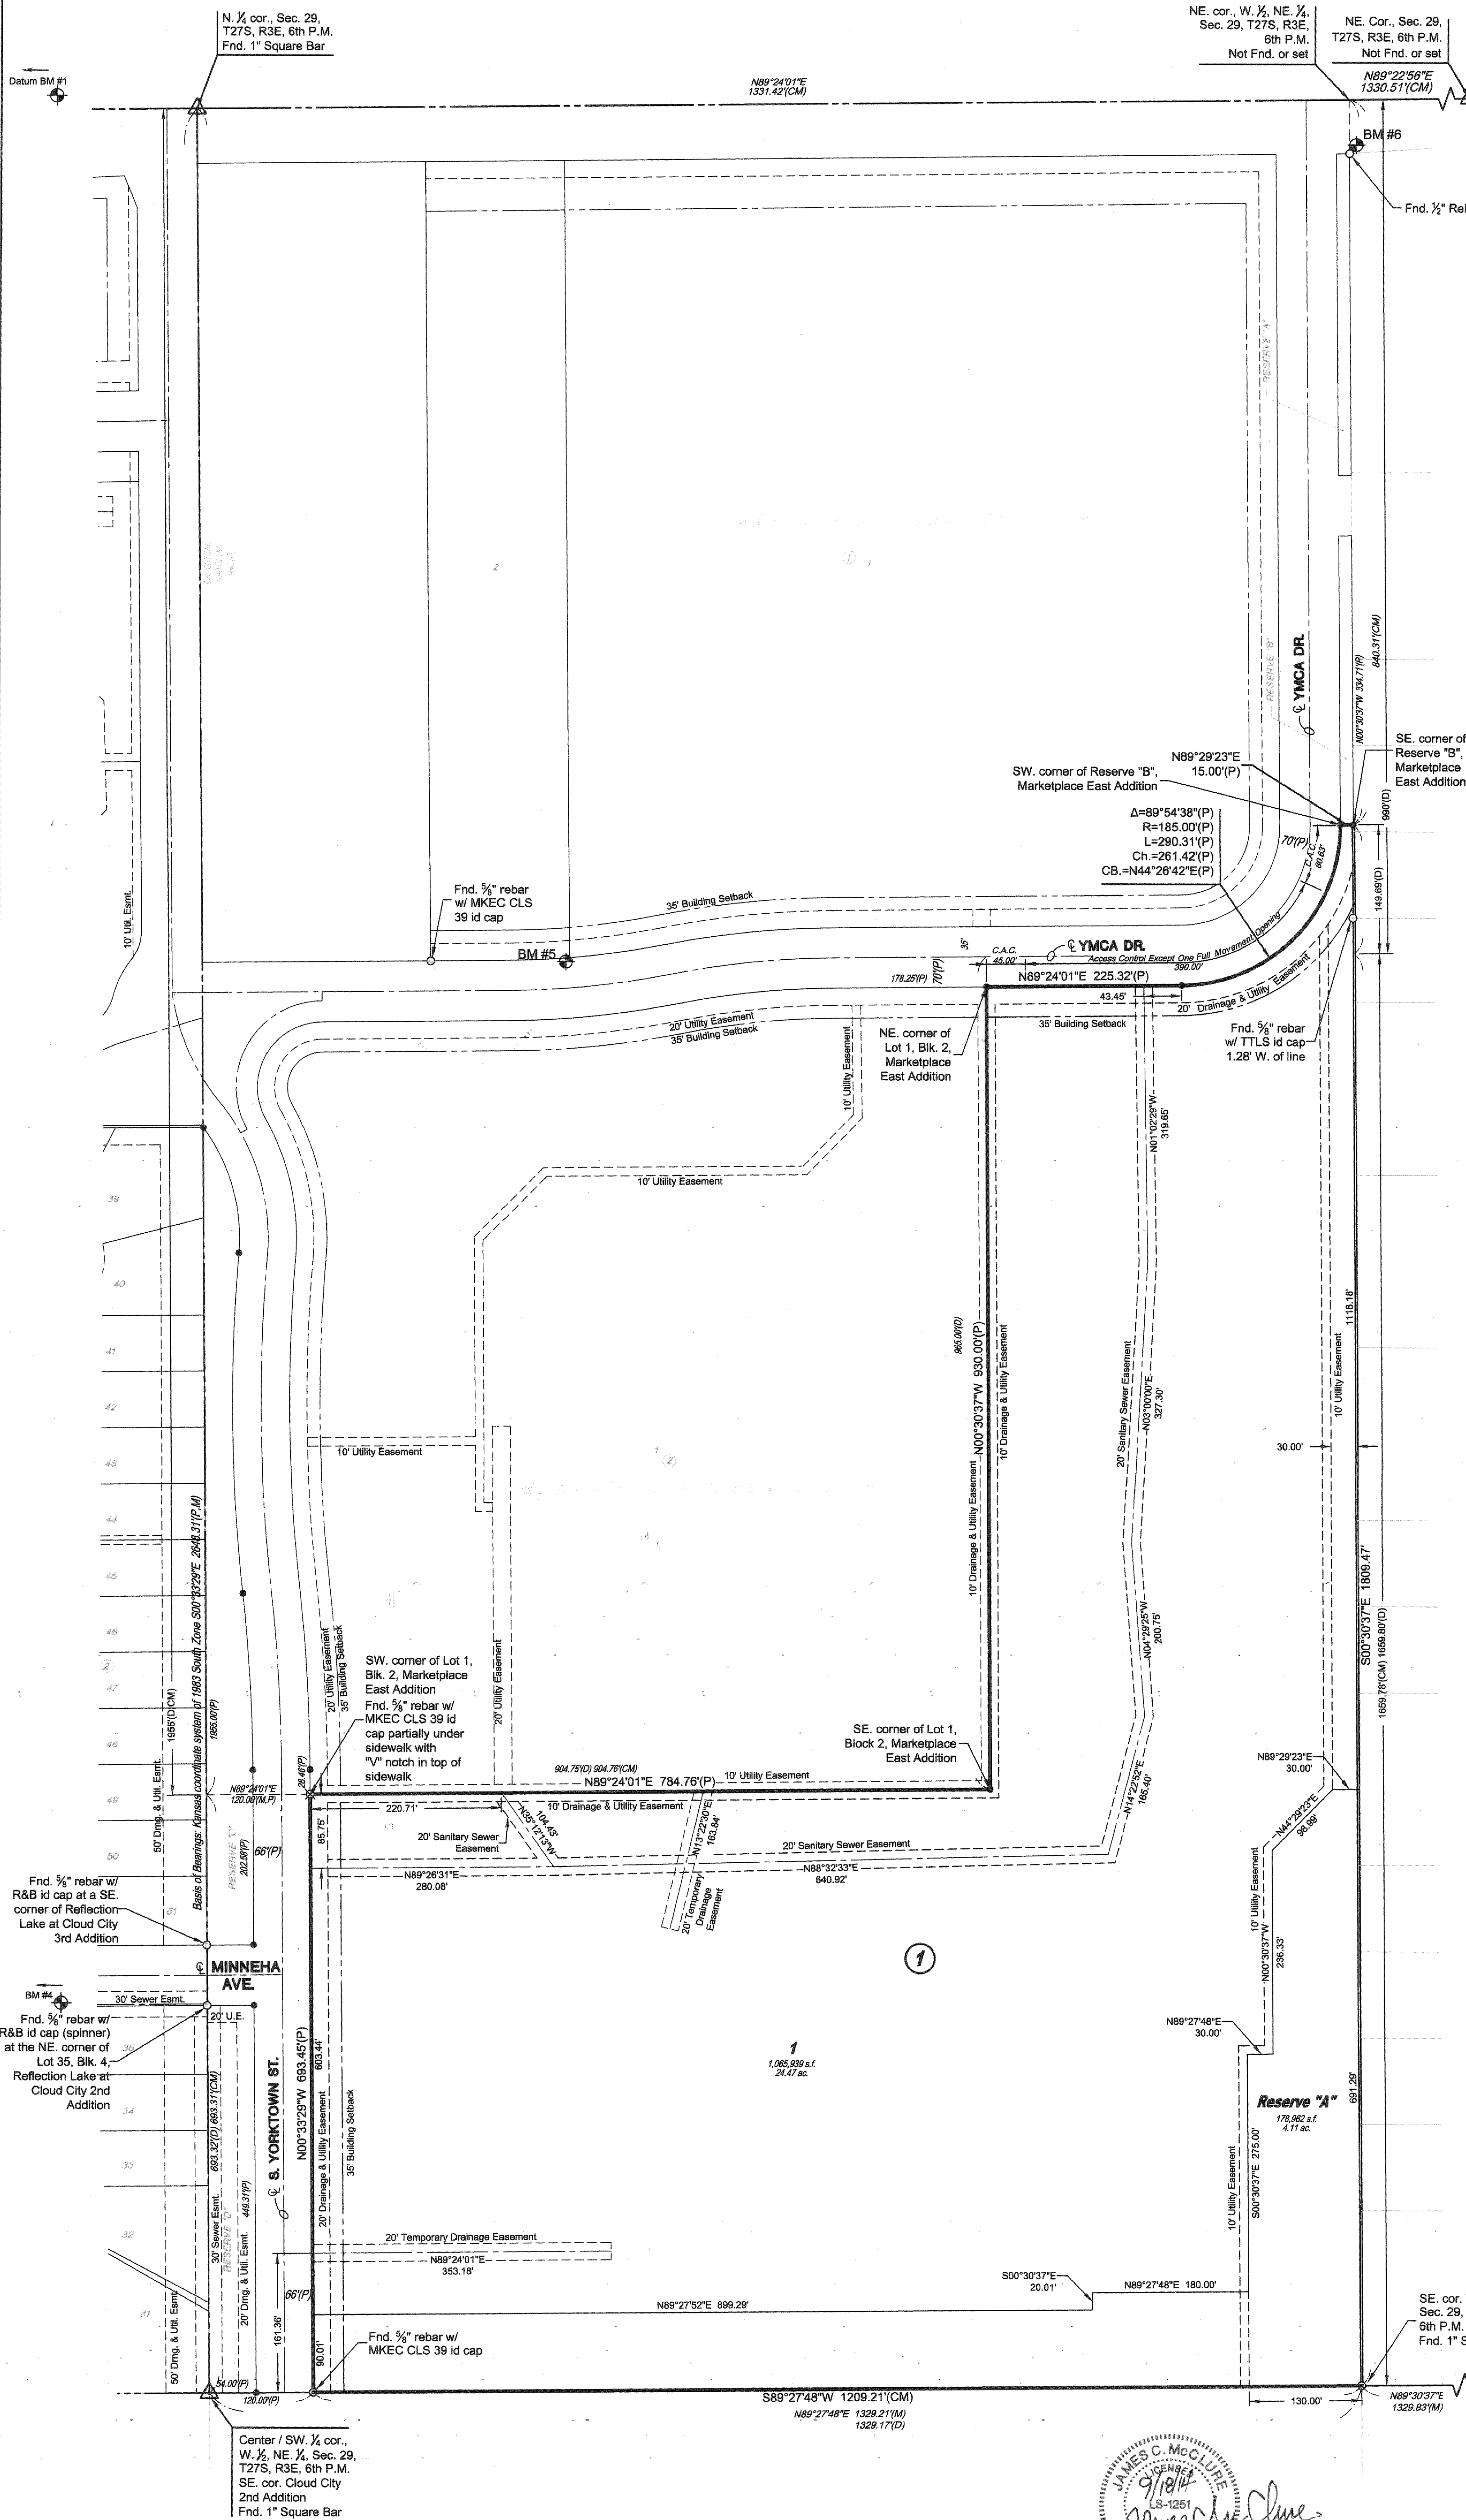 N. ¼ cor., Sec. 29,
T27S, R3E, 6th P.M.
Fnd. 1" Square Bar
NE. cor., W. ½, NE. ¼,
Sec. 29, T27S, R3E,
6th P.M.
Not Fnd. or set
NE. Cor., Sec. 29,
T27S, R3E, 6th P.M.
Not Fnd. or set
Datum BM #1
N89°24'01"E
1331.42'(CM)
N89°22'56"E
1330.51'(CM)
BM #6
Fnd. ½" Re
RESERVE "A"
2
1
1
RESERVE "B"
℄ YMCA DR.
N00°30'37"W 334.71'(P)
840.31'(CM)
990'(D)
SE. corner of
Reserve "B",
Marketplace
East Addition
N89°29'23"E
15.00'(P)
SW. corner of Reserve "B",
Marketplace East Addition
Δ=89°54'38"(P)
R=185.00'(P)
L=290.31'(P)
Ch.=261.42'(P)
CB.=N44°26'42"E(P)
70'(P)
C.A.C.
80.63'
149.69'(D)
10' Util. Esmt.
Fnd. ⅝" rebar
w/ MKEC CLS
39 id cap
35' Building Setback
BM #5
35'
C.A.C.
45.00'
℄ YMCA DR.
Access Control Except One Full Movement Opening
390.00'
178.25'(P)
70'(P)
N89°24'01"E 225.32'(P)
43.45'
20' Drainage & Utility Easement
20' Utility Easement
35' Building Setback
35' Building Setback
NE. corner of
Lot 1, Blk. 2,
Marketplace
East Addition
Fnd. ⅝" rebar
w/ TTLS id cap
1.28' W. of line
10' Utility Easement
N01°02'29"W
319.65'
10' Utility Easement
39
40
41
42
43
44
45
46
2
47
48
49
50
51
1118.18'
965.00'(D)
N00°30'37"W 930.00'(P)
10' Drainage & Utility Easement
10' Drainage & Utility Easement
20' Sanitary Sewer Easement
N03°00'00"E
327.30'
10' Utility Easement
30.00'
10' Utility Easement
1
2
Basis of Bearings: Kansas coordinate system of 1983 South Zone S00°33'29"E 2648.31'(P,M)
1955'(D,CM)
1955.00'(P)
N04°29'25"W
200.75'
S00°30'37"E 1809.47'
1659.78'(CM) 1659.80'(D)
20' Utility Easement
35' Building Setback
20' Utility Easement
SW. corner of Lot 1,
Blk. 2, Marketplace
East Addition
Fnd. ⅝" rebar w/
MKEC CLS 39 id
cap partially under
sidewalk with
"V" notch in top of
sidewalk
SE. corner of Lot 1,
Block 2, Marketplace
East Addition
50' Drng. & Util. Esmt.
N89°24'01"E
120.00'(M,P)
28.46'(P)
904.75'(D) 904.76'(CM)
N89°24'01"E 784.76'(P)
10' Utility Easement
N89°29'23"E
30.00'
220.71'
10' Drainage & Utility Easement
85.75'
104.43'
N35°12'13"W
20' Sanitary Sewer
Easement
N13°22'30"E
163.84'
20' Sanitary Sewer Easement
N14°22'52"E
165.40'
N44°29'23"E
98.99'
RESERVE "C"
202.58'(P)
66'(P)
N89°26'31"E
280.08'
N88°32'33"E
640.92'
20' Temporary
Drainage
Easement
Fnd. ⅝" rebar w/
R&B id cap at a SE.
corner of Reflection
Lake at Cloud City
3rd Addition
10' Utility Easement
N00°30'37"W
236.33'
1
℄ MINNEHA
AVE.
BM #4
30' Sewer Esmt.
20' U.E.
Fnd. ⅝" rebar w/
R&B id cap (spinner)
at the NE. corner of
Lot 35, Blk. 4,
Reflection Lake at
Cloud City 2nd
Addition
35
34
33
32
31
N89°27'48"E
30.00'
1
1,065,939 s.f.
24.47 ac.
Reserve "A"
178,962 s.f.
4.11 ac.
691.29'
N00°33'29"W 693.45'(P)
603.44'
20' Drainage & Utility Easement
35' Building Setback
℄ S. YORKTOWN ST.
693.32'(D) 693.31'(CM)
30' Sewer Esmt.
RESERVE "D"
20' Drng. & Util. Esmt.
449.31'(P)
50' Drng. & Util. Esmt.
10' Utility Easement
S00°30'37"E 275.00'
20' Temporary Drainage Easement
N89°24'01"E
353.18'
66'(P)
161.36'
S00°30'37"E
20.01'
N89°27'48"E 180.00'
N89°27'52"E 899.29'
90.01'
Fnd. ⅝" rebar w/
MKEC CLS 39 id cap
SE. cor.
Sec. 29,
6th P.M.
Fnd. 1" S
54.00'(P)
120.00'(P)
S89°27'48"W 1209.21'(CM)
N89°27'48"E 1329.21'(M)
1329.17'(D)
130.00'
N89°30'37"E
1329.83'(M)
Center / SW. ¼ cor.,
W. ½, NE. ¼, Sec. 29,
T27S, R3E, 6th P.M.
SE. cor. Cloud City
2nd Addition
Fnd. 1" Square Bar
JAMES C. McCLURE
LICENSED
9/18/14
LS-1251